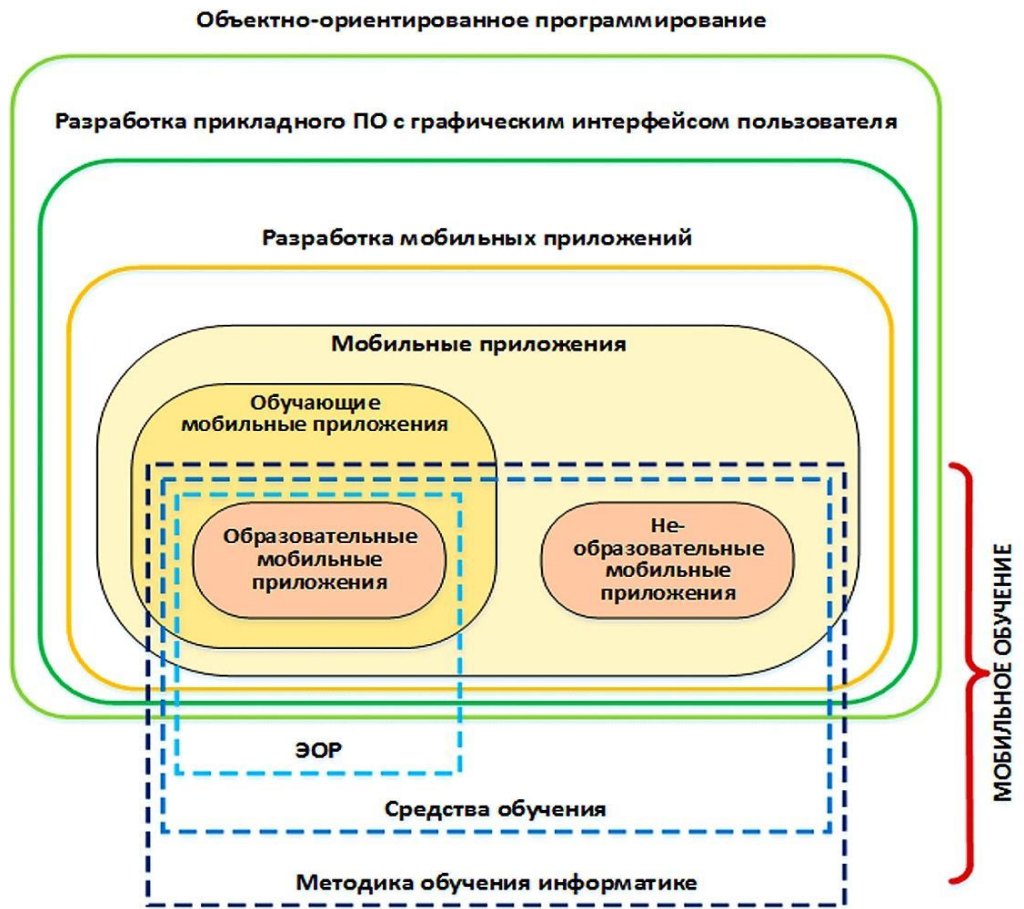 Объектно-ориентированное программирование
Разработка прикладного ПО с графическим интерфейсом пользователя
Разработка мобильных приложений
Мобильные приложения
Обучающие
мобильные приложения
Образовательные
мобильные
приложения
Не-
образовательные
мобильные
приложения
МОБИЛЬНОЕ ОБУЧЕНИЕ
ЭОР
Средства обучения
Методика обучения информатике